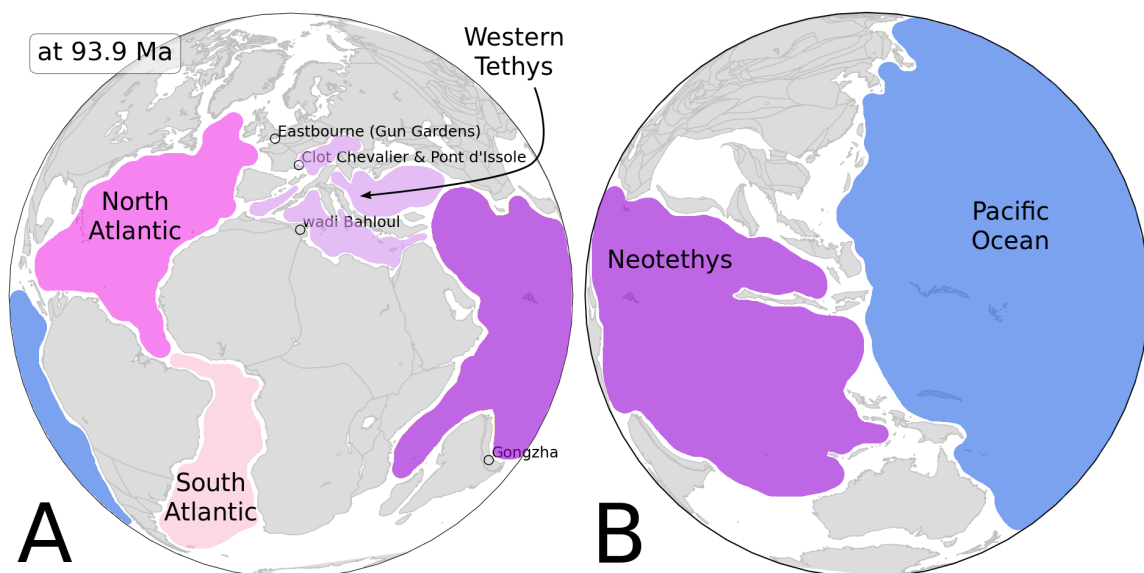 at 93.9 Ma
Western
Tethys
Eastbourne (Gun Gardens)
Clot Chevalier & Pont d'Issole
North
Atlantic
wadi Bahloul
Gongzha
South
Atlantic
A
Neotethys
Pacific
Ocean
B